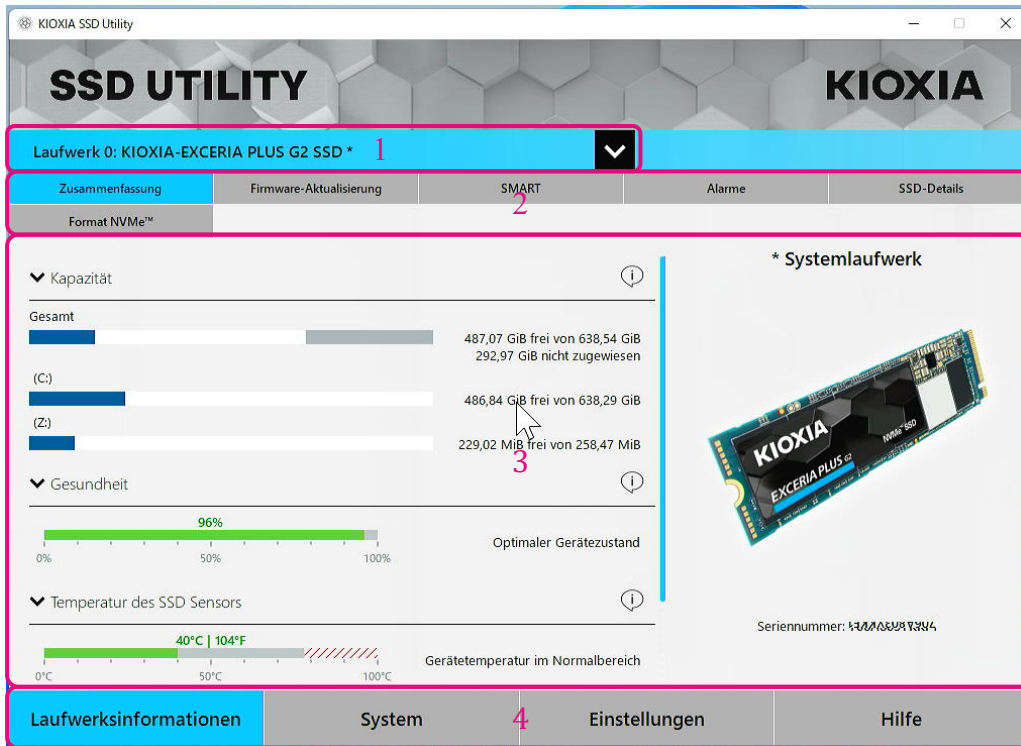 KIOXIA SSD Utility
SSD UTILITY
KIOXIA
Laufwerk 0: KIOXIA-EXCERIA PLUS G2 SSD *
1
Zusammenfassung
Firmware-Aktualisierung
SMART
Alarme
SSD-Details
2
Format NVMe™
* Systemlaufwerk
Kapazität
Gesamt
487,07 GiB frei von 638,54 GiB
292,97 GiB nicht zugewiesen
(C:)
486,84 GiB frei von 638,29 GiB
(Z:)
229,02 MiB frei von 258,47 MiB
3
KIOXIA
NVMe™ SSD
EXCERIA PLUS G2
Gesundheit
96%
0%
50%
100%
Optimaler Gerätezustand
Temperatur des SSD Sensors
40°C | 104°F
0°C
50°C
100°C
Gerätetemperatur im Normalbereich
Seriennummer:
Laufwerksinformationen
System
4
Einstellungen
Hilfe